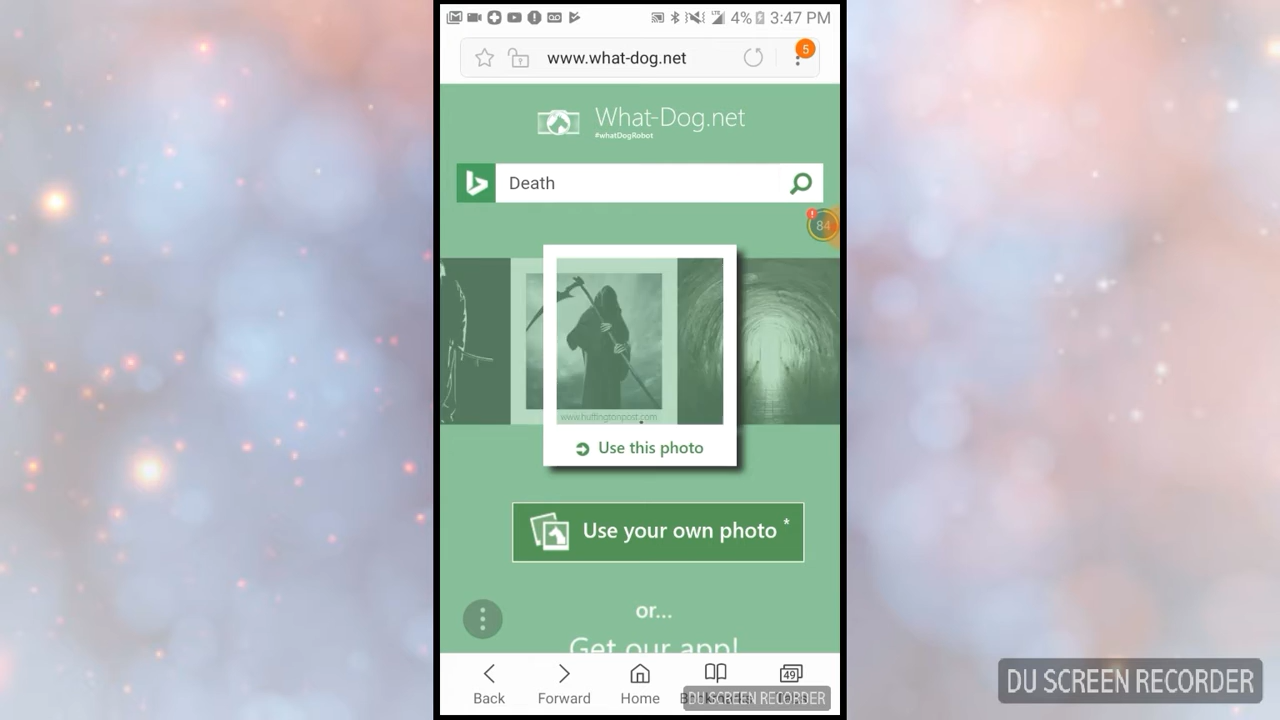 4% 3:47 PM
www.what-dog.net
5
What-Dog.net
#whatDogRobot
Death
84
www.huffingtonpost.com
Use this photo
Use your own photo *
or...
Get our app!
49
Back Forward Home
DU SCREEN RECORDER
DU SCREEN RECORDER